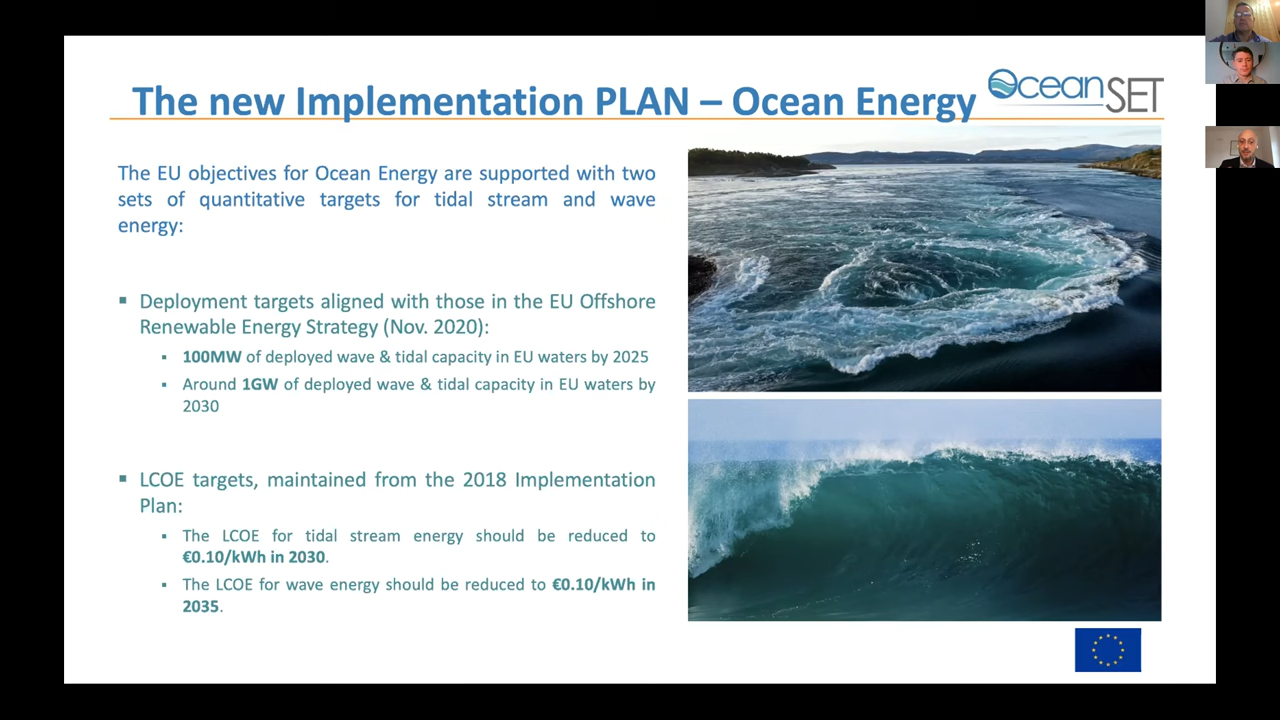 The new Implementation PLAN – Ocean Energy
OceanSET
The EU objectives for Ocean Energy are supported with two
sets of quantitative targets for tidal stream and wave
energy:
▪ Deployment targets aligned with those in the EU Offshore
Renewable Energy Strategy (Nov. 2020):
▪ 100MW of deployed wave & tidal capacity in EU waters by 2025
▪ Around 1GW of deployed wave & tidal capacity in EU waters by
2030
▪ LCOE targets, maintained from the 2018 Implementation
Plan:
▪ The LCOE for tidal stream energy should be reduced to
€0.10/kWh in 2030.
▪ The LCOE for wave energy should be reduced to €0.10/kWh in
2035.